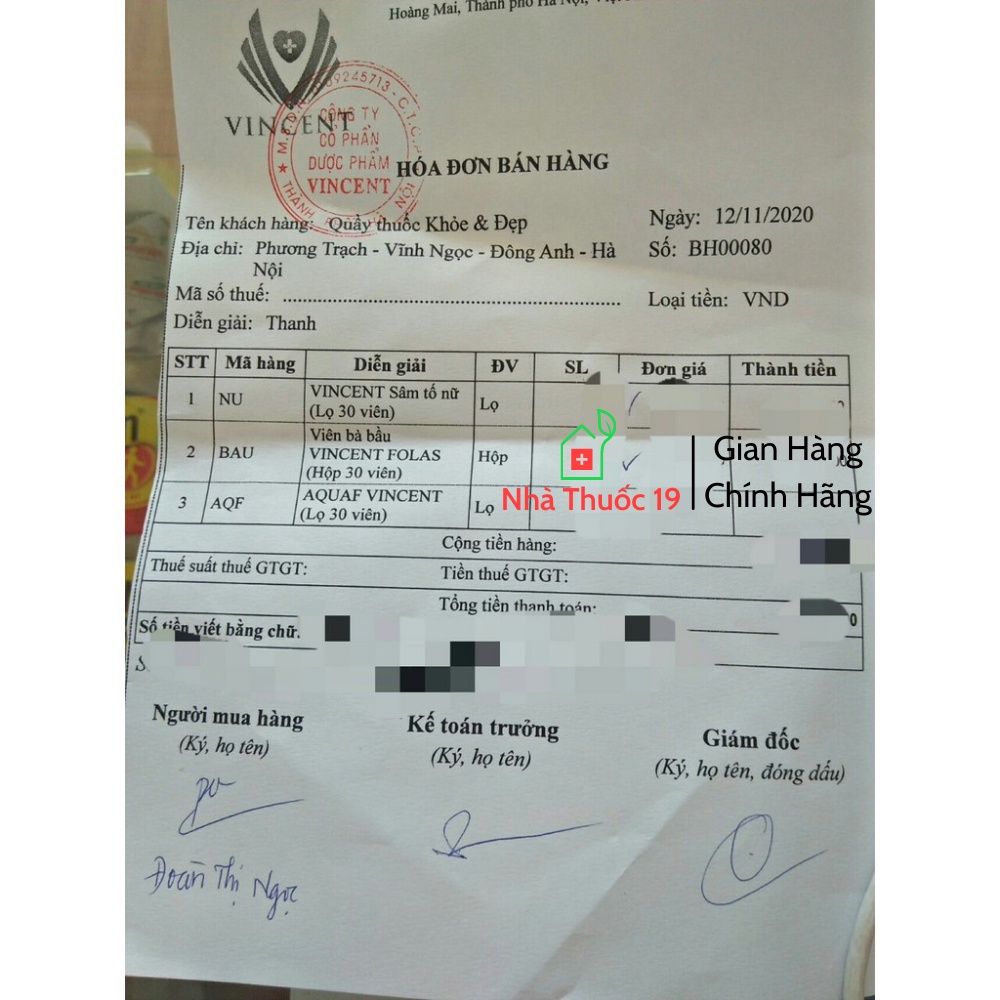 Hoàng Mai, Thành phố Hà Nội,
VINCENT
CÔNG TY
CỔ PHẦN
DƯỢC PHẨM
VINCENT
HÓA ĐƠN BÁN HÀNG
Tên khách hàng: Quầy thuốc Khỏe & Đẹp
Ngày: 12/11/2020
Địa chỉ: Phương Trạch - Vĩnh Ngọc - Đông Anh - Hà
Nội
Số: BH00080
Mã số thuế:
Loại tiền: VND
Diễn giải: Thanh
STT Mã hàng Diễn giải ĐV SL Đơn giá Thành tiền
1 NU VINCENT Sâm tố nữ Lọ
(Lọ 30 viên)
Viên bà bầu
2 BAU VINCENT FOLAS Hộp
(Hộp 30 viên)
3 AQF AQUAF VINCENT Lọ
(Lọ 30 viên)
Nhà Thuốc 19
Gian Hàng
Chính Hãng
Cộng tiền hàng:
Thuế suất thuế GTGT: Tiền thuế GTGT:
Tổng tiền thanh toán:
0
Số tiền viết bằng chữ.
Người mua hàng Kế toán trưởng Giám đốc
(Ký, họ tên) (Ký, họ tên) (Ký, họ tên, đóng dấu)
Đoàn Thị Ngọc